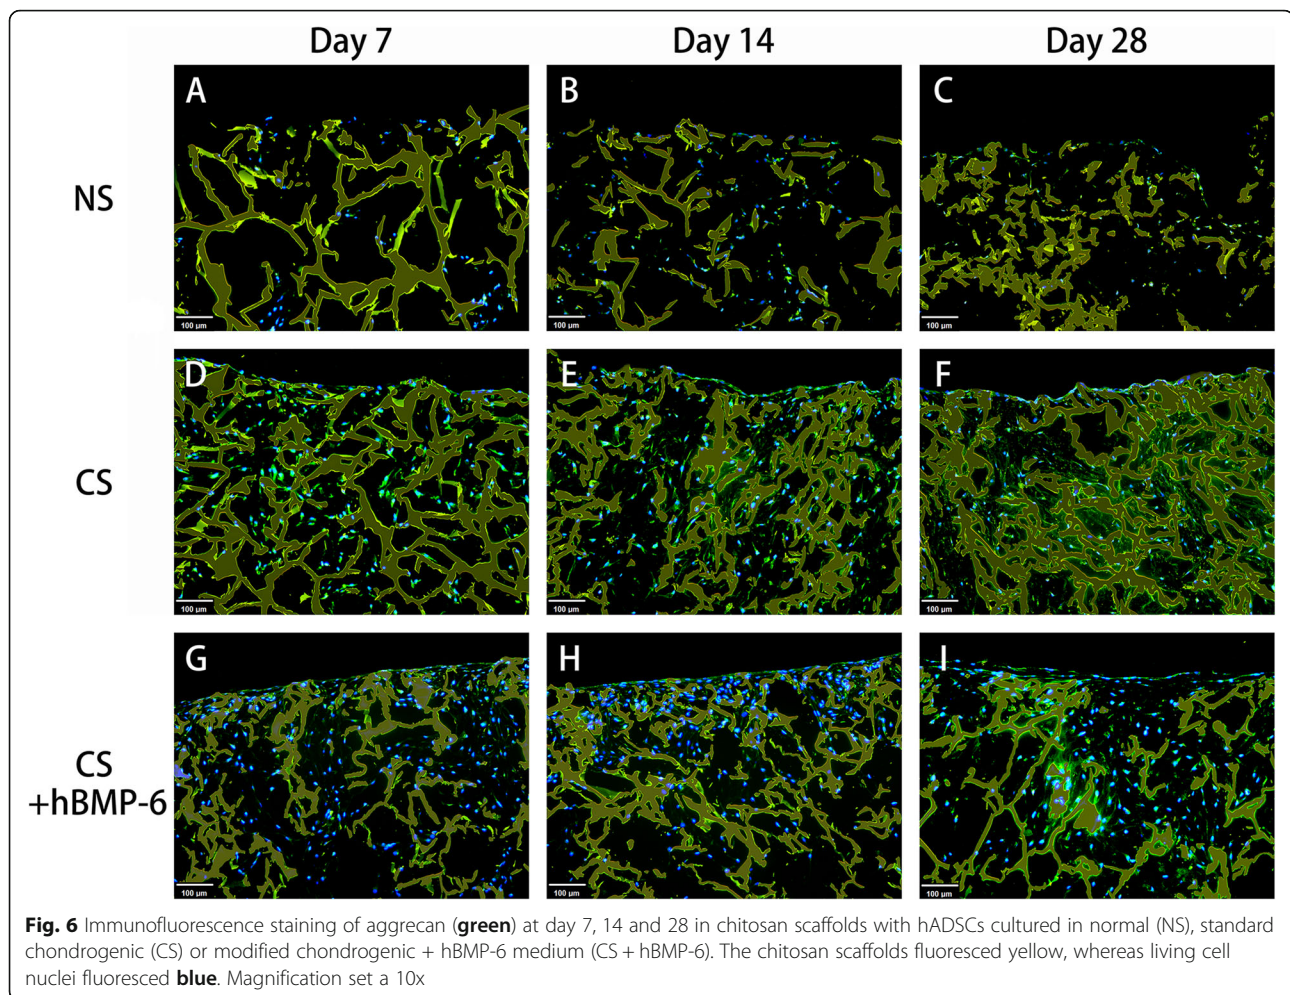 Day 7 Day 14 Day 28
NS
A B C
100 µm 100 µm 100 µm
CS
D E F
100 µm 100 µm 100 µm
CS
+hBMP-6
G H I
100 µm 100 µm 100 µm
Fig. 6 Immunofluorescence staining of aggrecan (green) at day 7, 14 and 28 in chitosan scaffolds with hADSCs cultured in normal (NS), standard
chondrogenic (CS) or modified chondrogenic + hBMP-6 medium (CS + hBMP-6). The chitosan scaffolds fluoresced yellow, whereas living cell
nuclei fluoresced blue. Magnification set a 10x